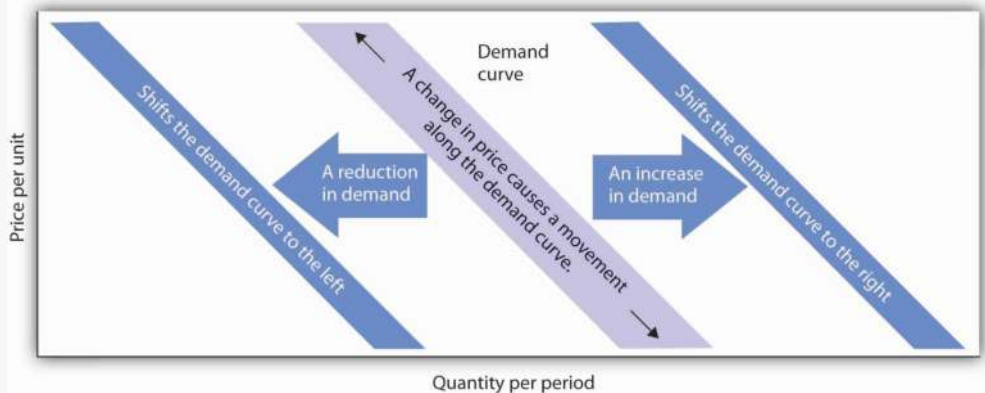 Demand
curve
Shifts the demand curve to the left
A reduction
in demand
A change in price causes a movement
along the demand curve.
An increase
in demand
Shifts the demand curve to the right
Price per unit
Quantity per period